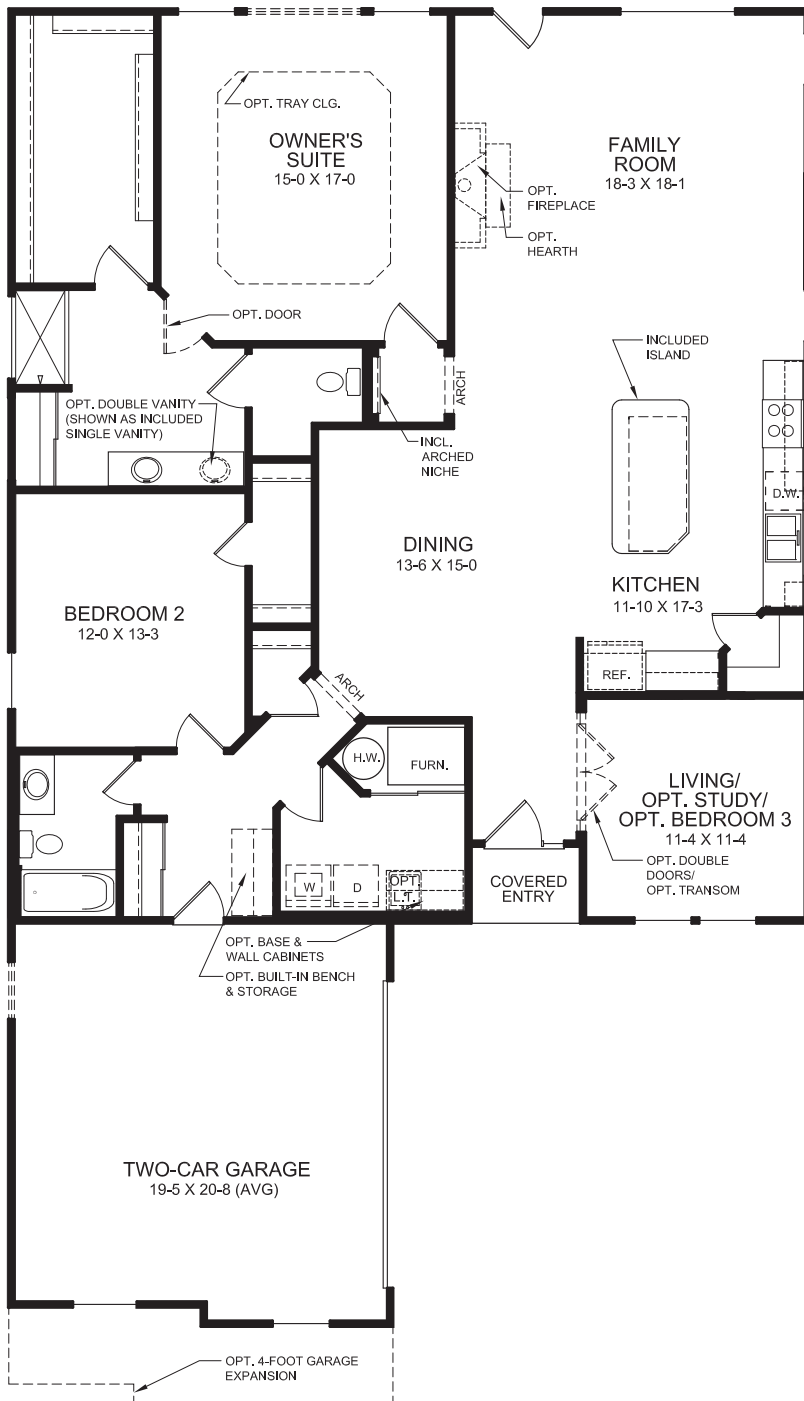 OPT. TRAY CLG.
OWNER'S
SUITE
15-0 X 17-0
FAMILY
ROOM
18-3 X 18-1
OPT.
FIREPLACE
OPT.
HEARTH
OPT. DOOR
INCLUDED
ISLAND
ARCH
OPT. DOUBLE VANITY
(SHOWN AS INCLUDED
SINGLE VANITY)
INCL.
ARCHED
NICHE
D.W.
DINING
13-6 X 15-0
KITCHEN
11-10 X 17-3
BEDROOM 2
12-0 X 13-3
REF.
ARCH
H.W.
FURN.
LIVING/
OPT. STUDY/
OPT. BEDROOM 3
11-4 X 11-4
OPT. DOUBLE
DOORS/
OPT. TRANSOM
W
D
OPT
L.T.
COVERED
ENTRY
OPT. BASE &
WALL CABINETS
OPT. BUILT-IN BENCH
& STORAGE
TWO-CAR GARAGE
19-5 X 20-8 (AVG)
OPT. 4-FOOT GARAGE
EXPANSION